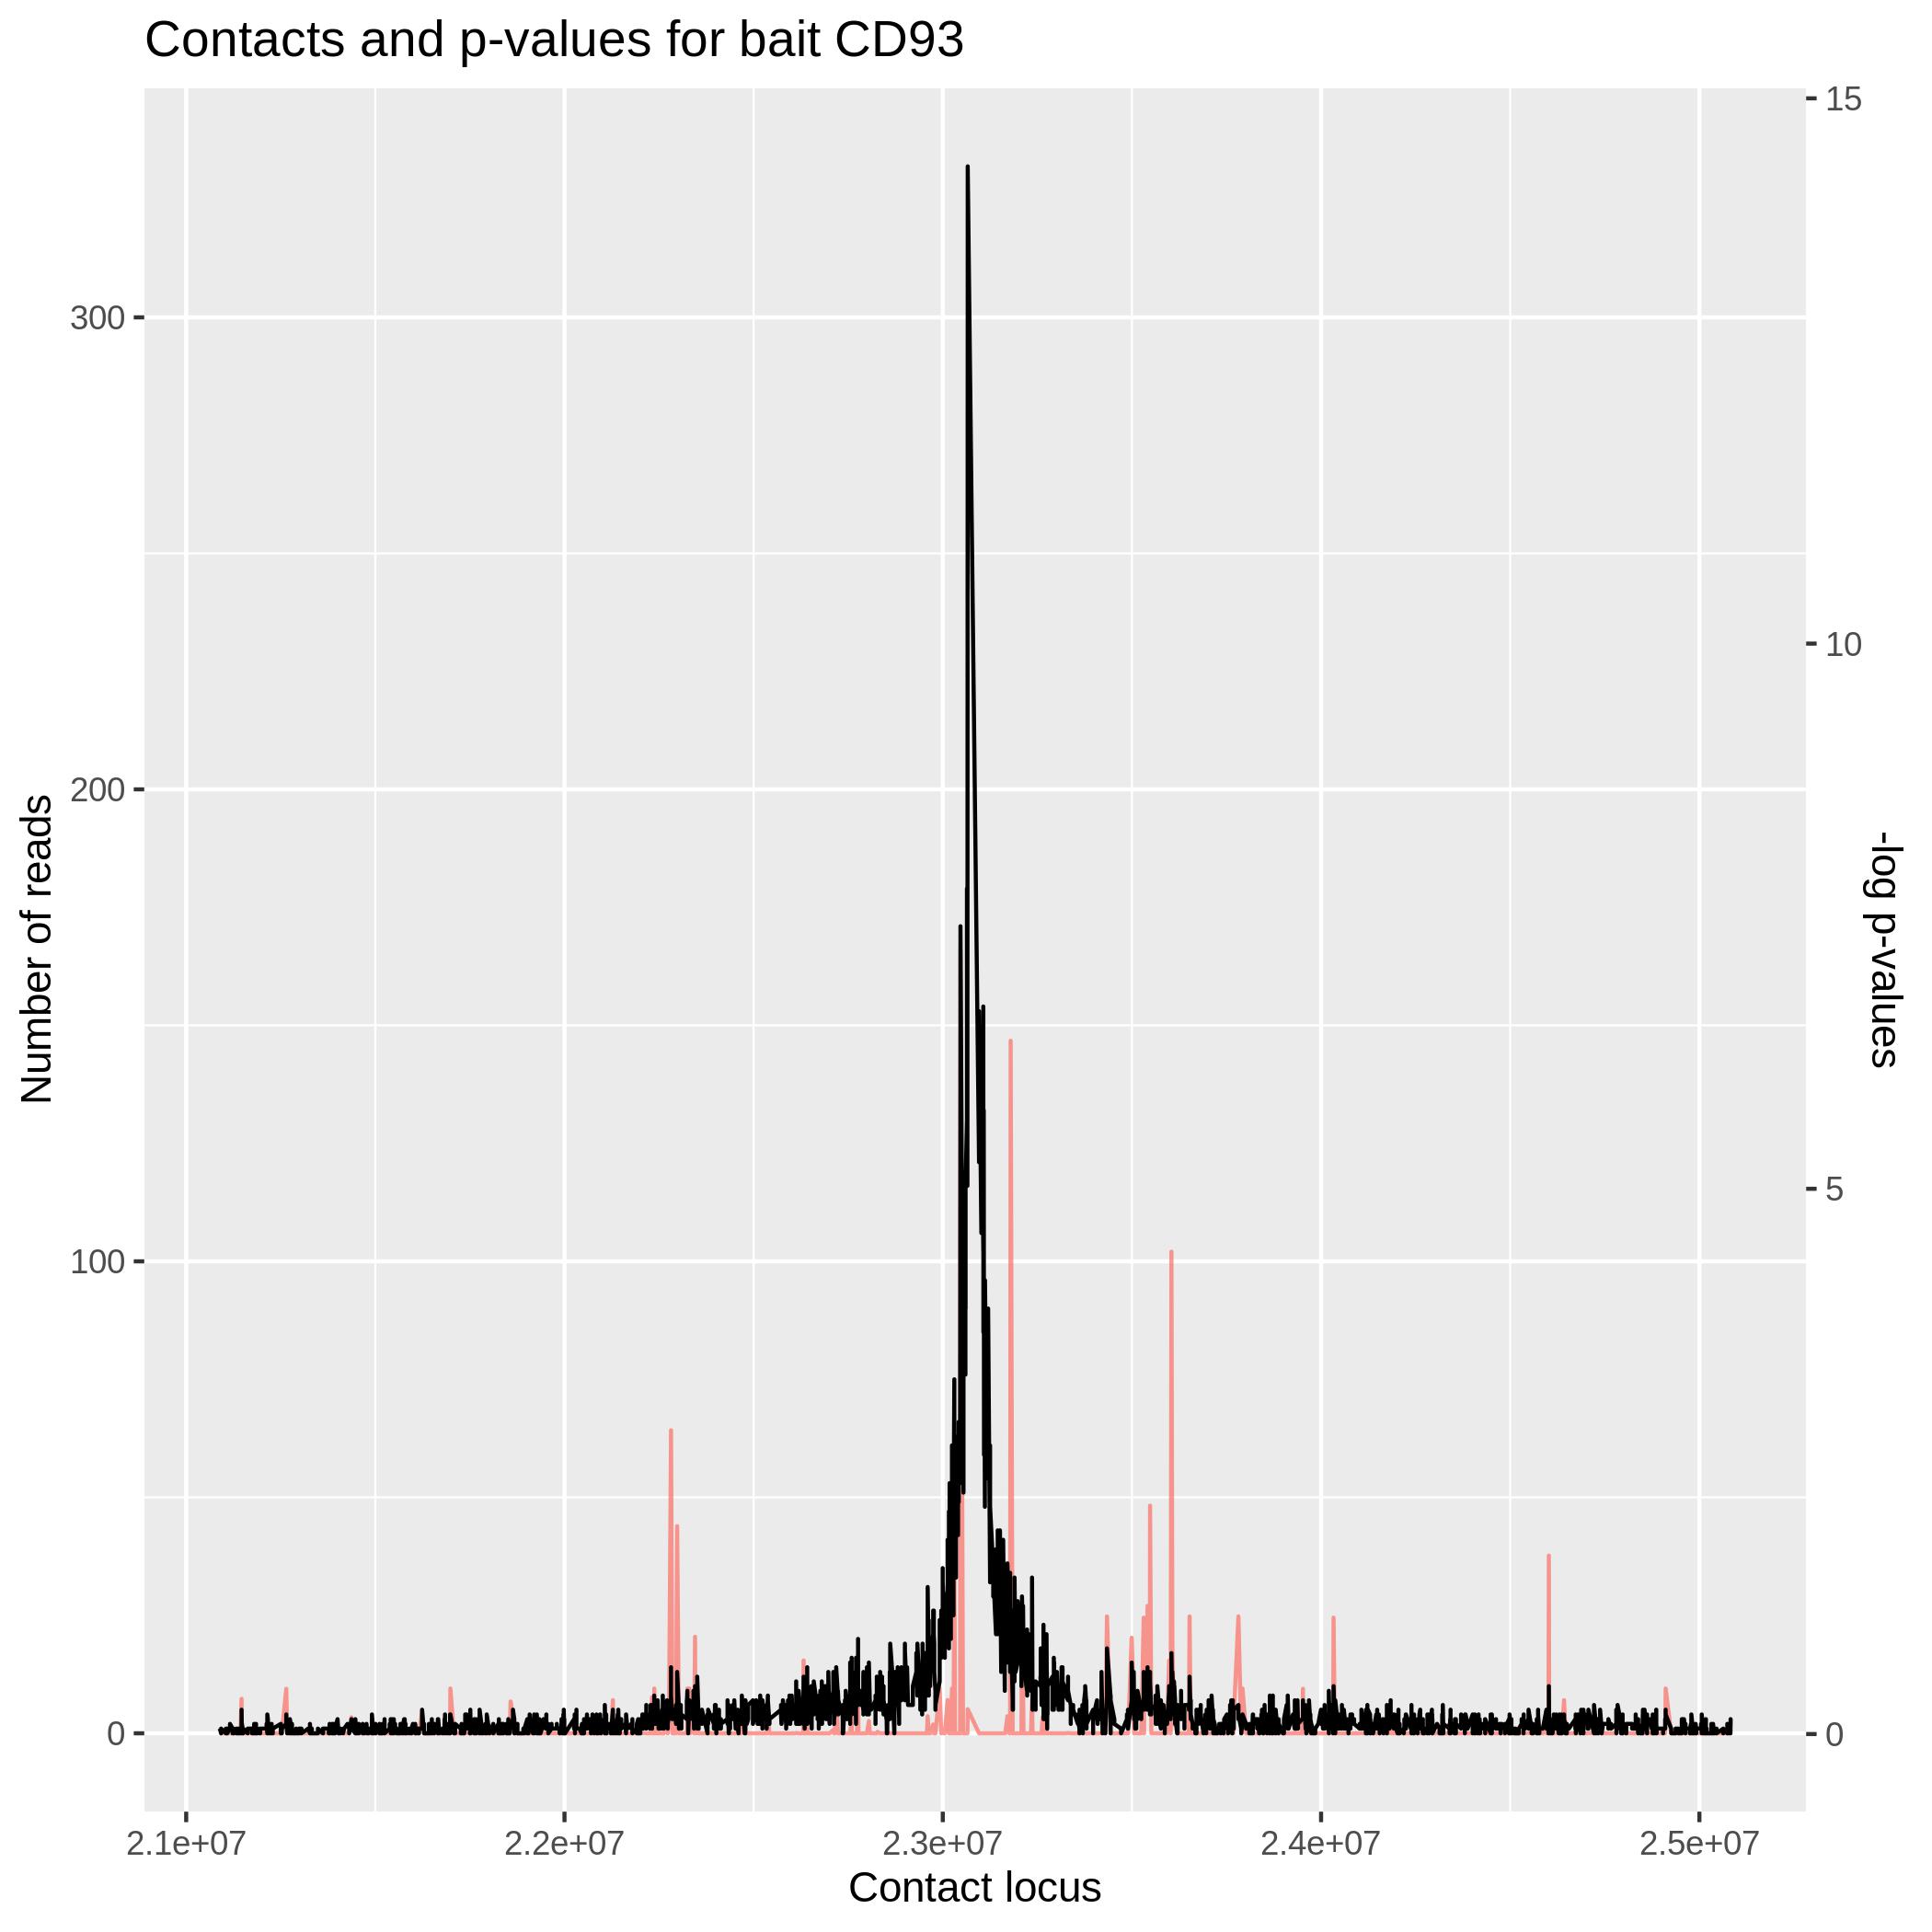 Contacts and p-values for bait CD93
15
300
10
200
Number of reads
-log p-values
5
100
0
0
2.1e+07 2.2e+07 2.3e+07 2.4e+07 2.5e+07
Contact locus